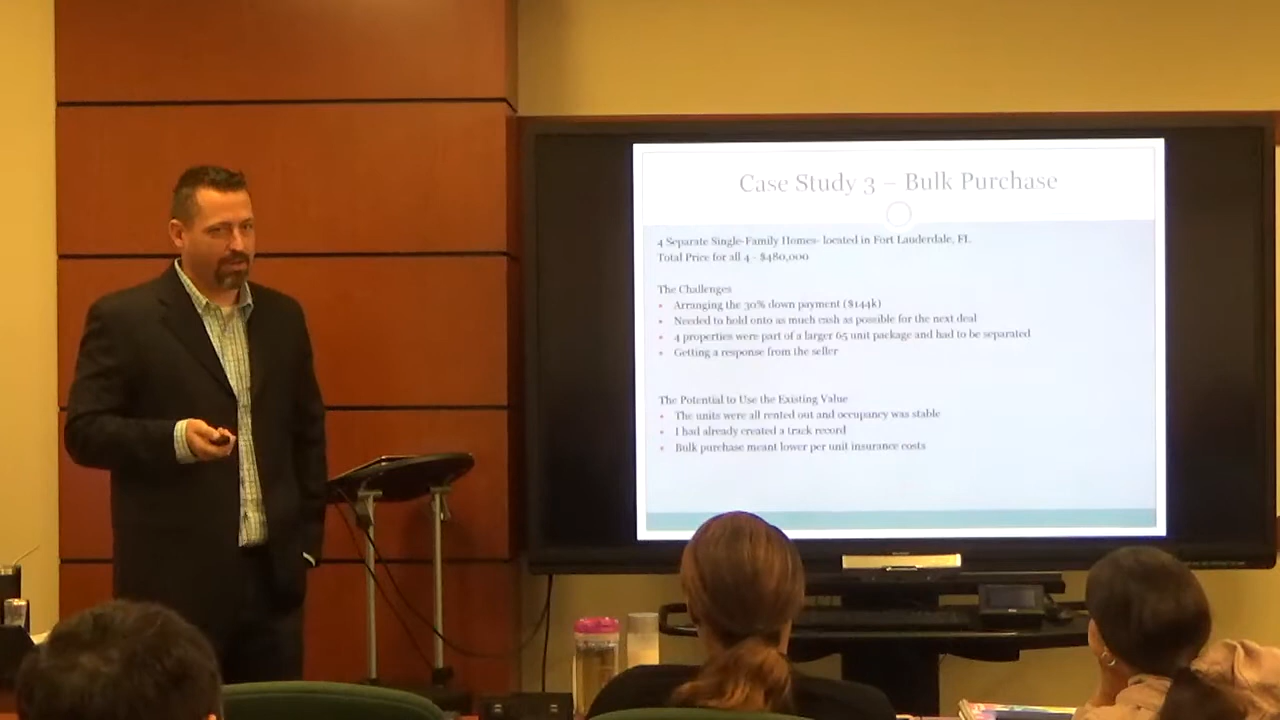 Case Study 3 – Bulk Purchase
4 Separate Single-Family Homes- located in Fort Lauderdale, FL
Total Price for all 4 - $480,000
The Challenges
• Arranging the 30% down payment ($144k)
• Needed to hold onto as much cash as possible for the next deal
• 4 properties were part of a larger 65 unit package and had to be separated
• Getting a response from the seller
The Potential to Use the Existing Value
• The units were all rented out and occupancy was stable
• I had already created a track record
• Bulk purchase meant lower per unit insurance costs